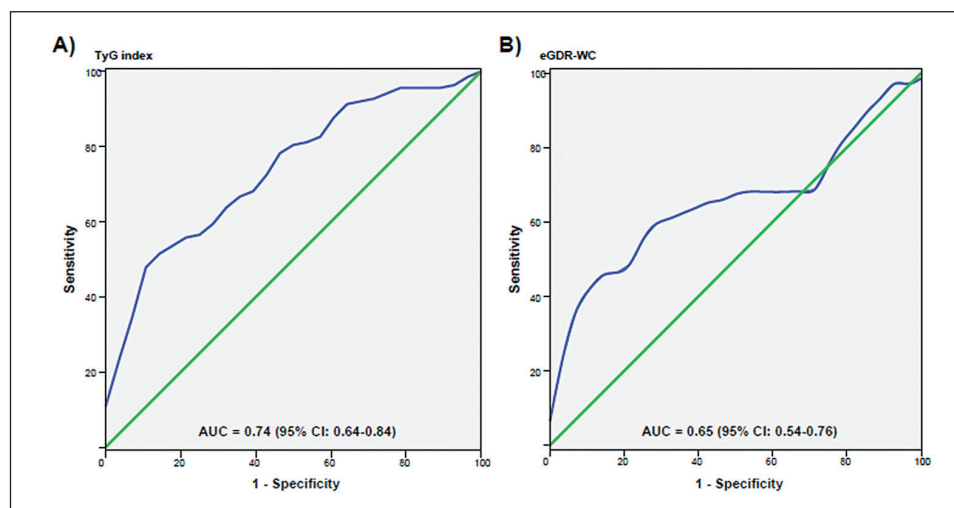 A)
TyG index
100
80
60
40
20
0
20
40
60
80
100
Sensitivity
1 - Specificity
AUC = 0.74 (95% CI: 0.64-0.84)
B)
eGDR-WC
100
80
60
40
20
0
20
40
60
80
100
Sensitivity
1 - Specificity
AUC = 0.65 (95% CI: 0.54-0.76)